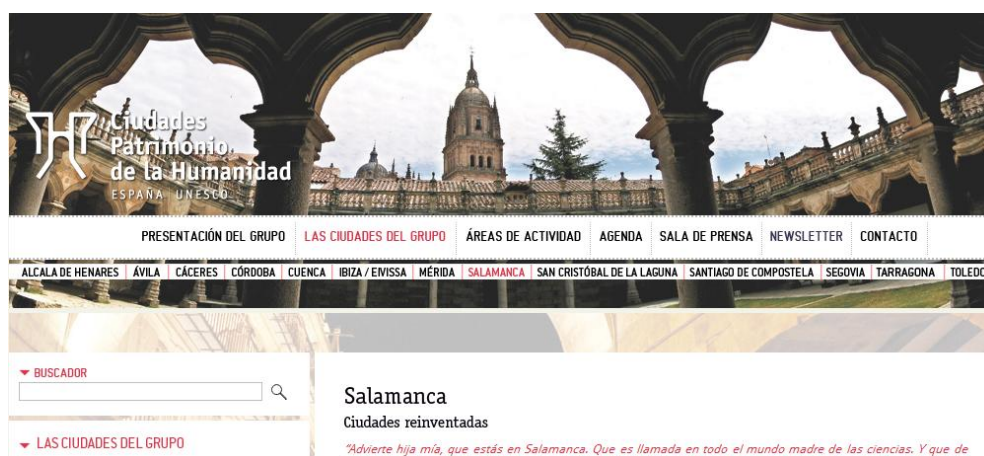 Ciudades
Patrimonio
de la Humanidad
ESPAÑA UNESCO
PRESENTACIÓN DEL GRUPO LAS CIUDADES DEL GRUPO ÁREAS DE ACTIVIDAD AGENDA SALA DE PRENSA NEWSLETTER CONTACTO
ALCALA DE HENARES ÁVILA CÁCERES CÓRDOBA CUENCA IBIZA / EIVISSA MÉRIDA SALAMANCA SAN CRISTÓBAL DE LA LAGUNA SANTIAGO DE COMPOSTELA SEGOVIA TARRAGONA TOLEDO
BUSCADOR
Salamanca
Ciudades reinventadas
LAS CIUDADES DEL GRUPO
"Advierte hija mía, que estás en Salamanca. Que es llamada en todo el mundo madre de las ciencias. Y que de